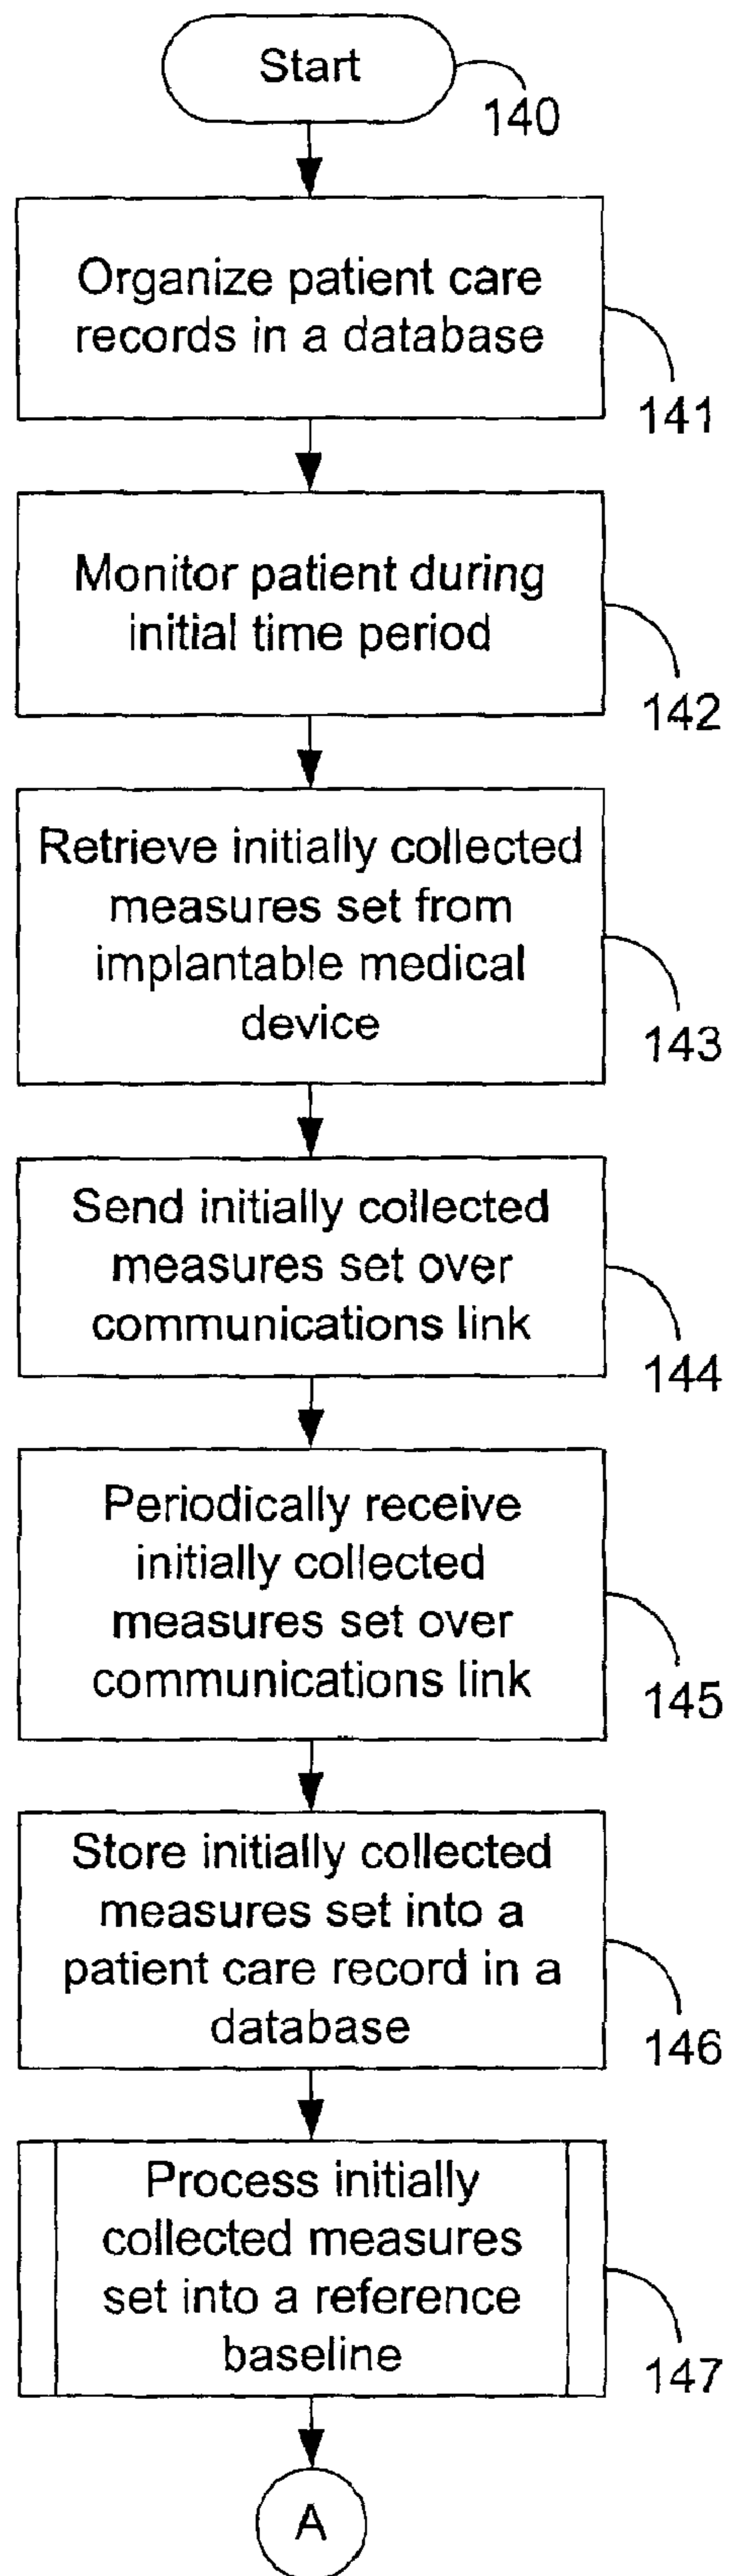 Start
140
Organize patient care
records in a database
141
Monitor patient during
initial time period
142
Retrieve initially collected
measures set from
implantable medical
device
143
Send initially collected
measures set over
communications link
144
Periodically receive
initially collected
measures set over
communications link
145
Store initially collected
measures set into a
patient care record in a
database
146
Process initially
collected measures
set into a reference
baseline
147
A